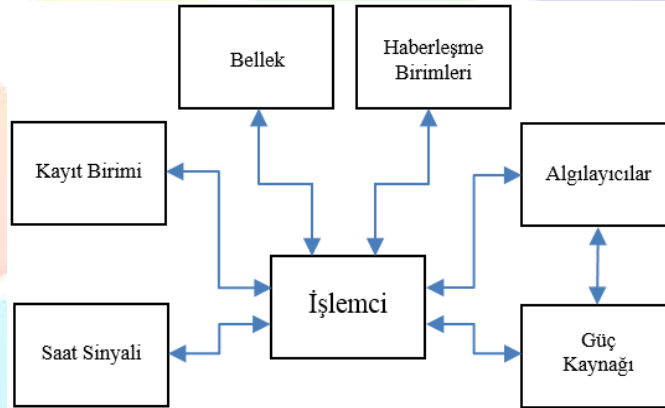 Bellek
Haberleşme
Birimleri
Kayıt Birimi
Algılayıcılar
İşlemci
Saat Sinyali
Güç
Kaynağı